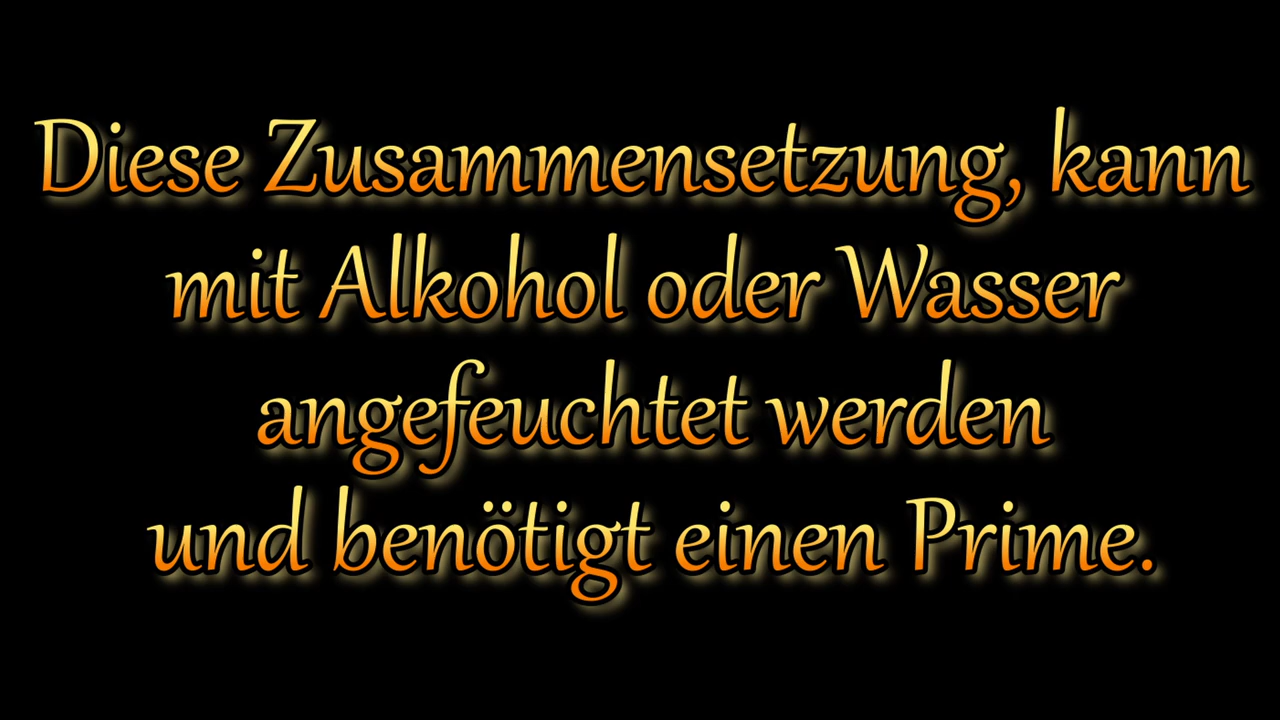 Diese Zusammensetzung, kann
mit Alkohol oder Wasser
angefeuchtet werden
und benötigt einen Prime.